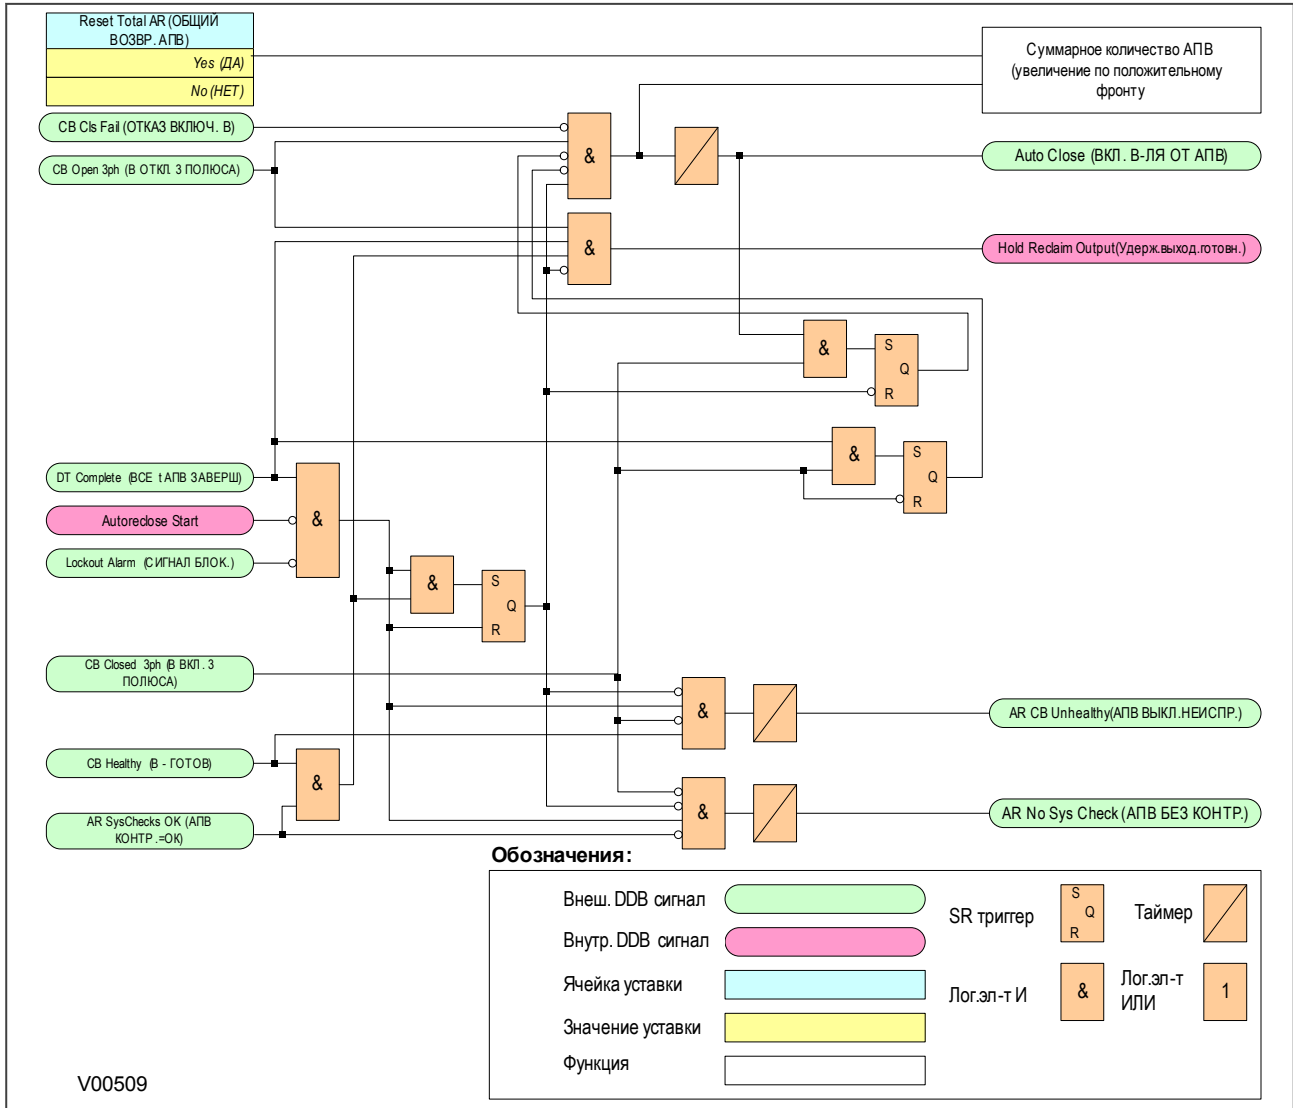 Reset Total AR (ОБЩИЙ
ВОЗВР. АПВ)
Yes (ДА)
No (НЕТ)
Суммарное количество АПВ
(увеличение по положительному
фронту
CB Cls Fail (ОТКАЗ ВКЛЮЧ. В)
&
Auto Close (ВКЛ. В-ЛЯ ОТ АПВ)
CB Open 3ph (В ОТКЛ. 3 ПОЛЮСА)
&
Hold Reclaim Output(Удерж.выход.готовн.)
&
S
Q
R
&
S
Q
R
DT Complete (ВСЕ t АПВ ЗАВЕРШ)
Autoreclose Start
&
Lockout Alarm (СИГНАЛ БЛОК.)
&
S
Q
R
CB Closed 3ph (В ВКЛ. 3
ПОЛЮСА)
&
AR CB Unhealthy(АПВ ВЫКЛ.НЕИСПР.)
CB Healthy (В - ГОТОВ)
&
AR SysChecks OK (АПВ
КОНТР.=ОК)
&
AR No Sys Check (АПВ БЕЗ КОНТР.)
Обозначения:
Внеш. DDB сигнал
SR триггер
S
Q
R
Таймер
Внутр. DDB сигнал
Ячейка уставки
Лог.эл-т И
&
Лог.эл-т
ИЛИ
1
Значение уставки
Функция
V00509